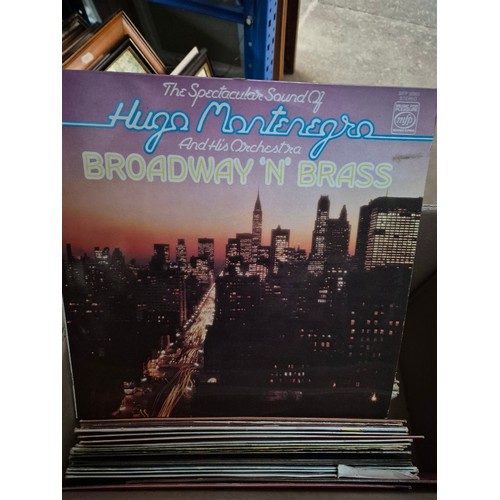 The Spectacular Sound Of
Hugo Montenegro
And His Orchestra
BROADWAY 'N' BRASS
mfp